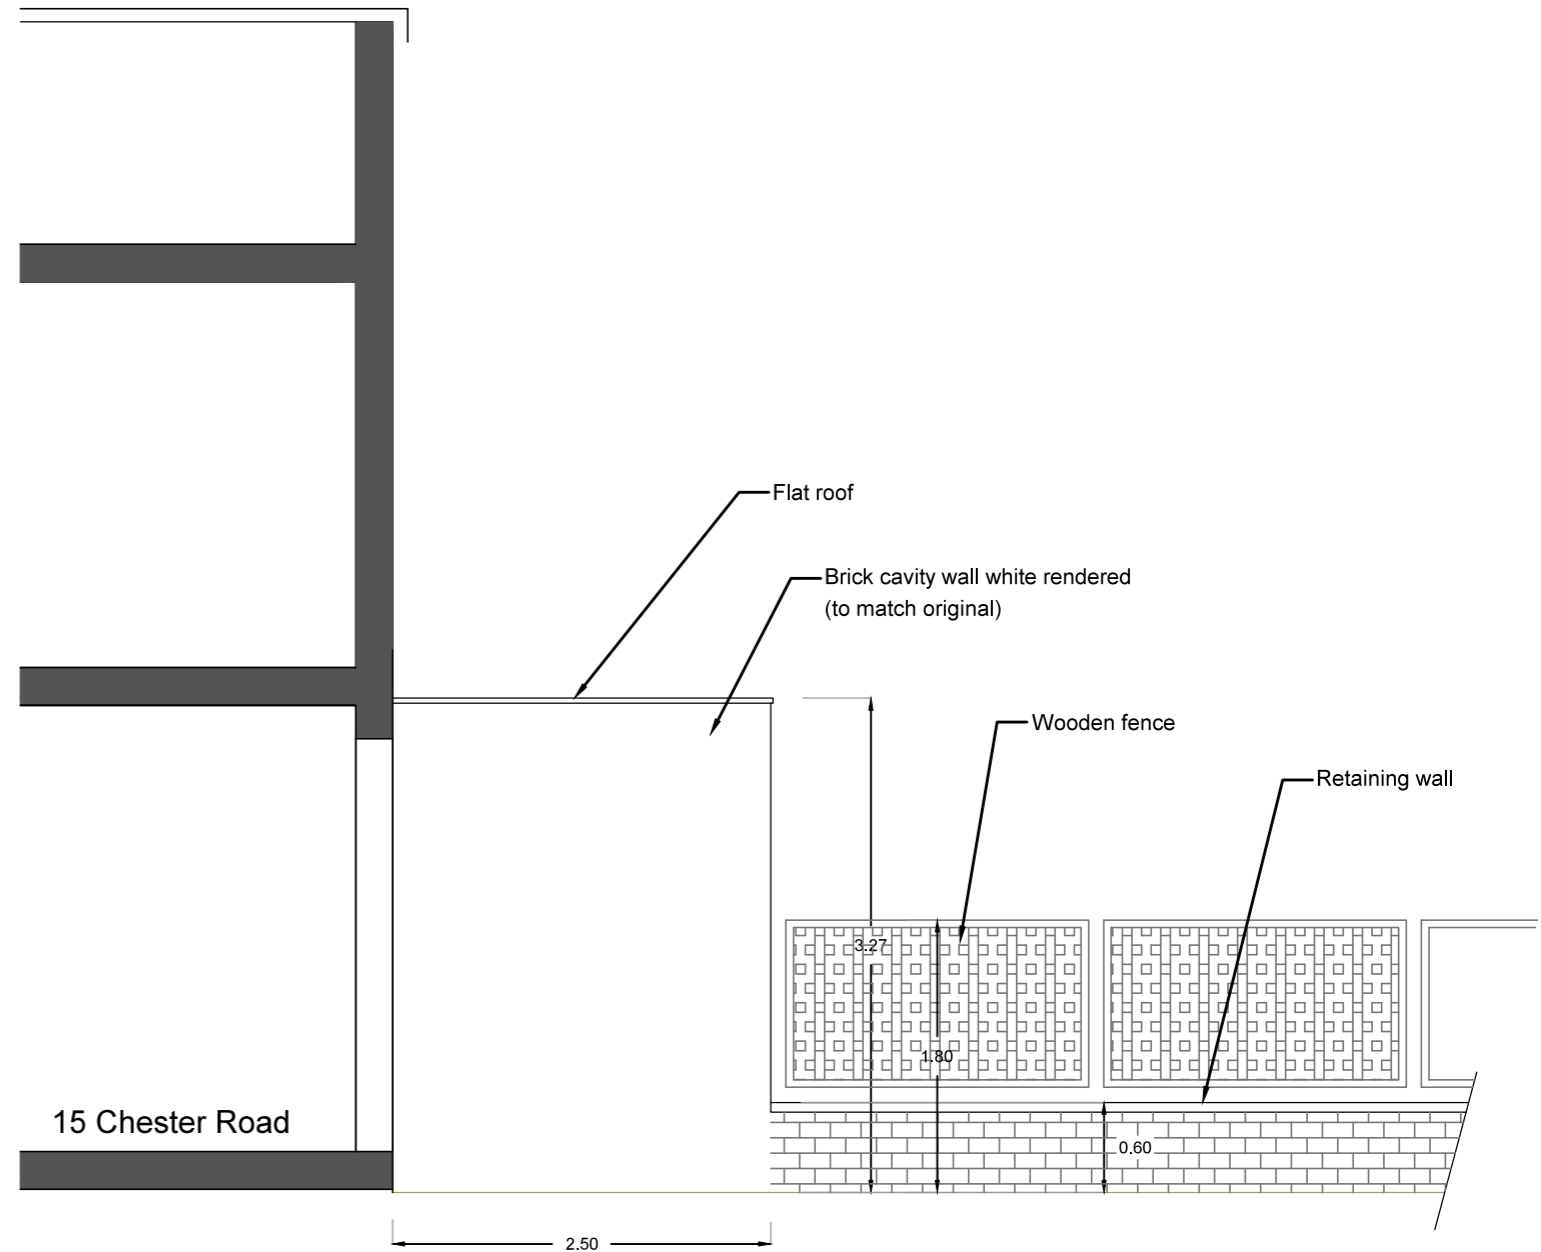 Flat roof
Brick cavity wall white rendered
(to match original)
Wooden fence
Retaining wall
3.27
1.80
15 Chester Road
0.60
2.50